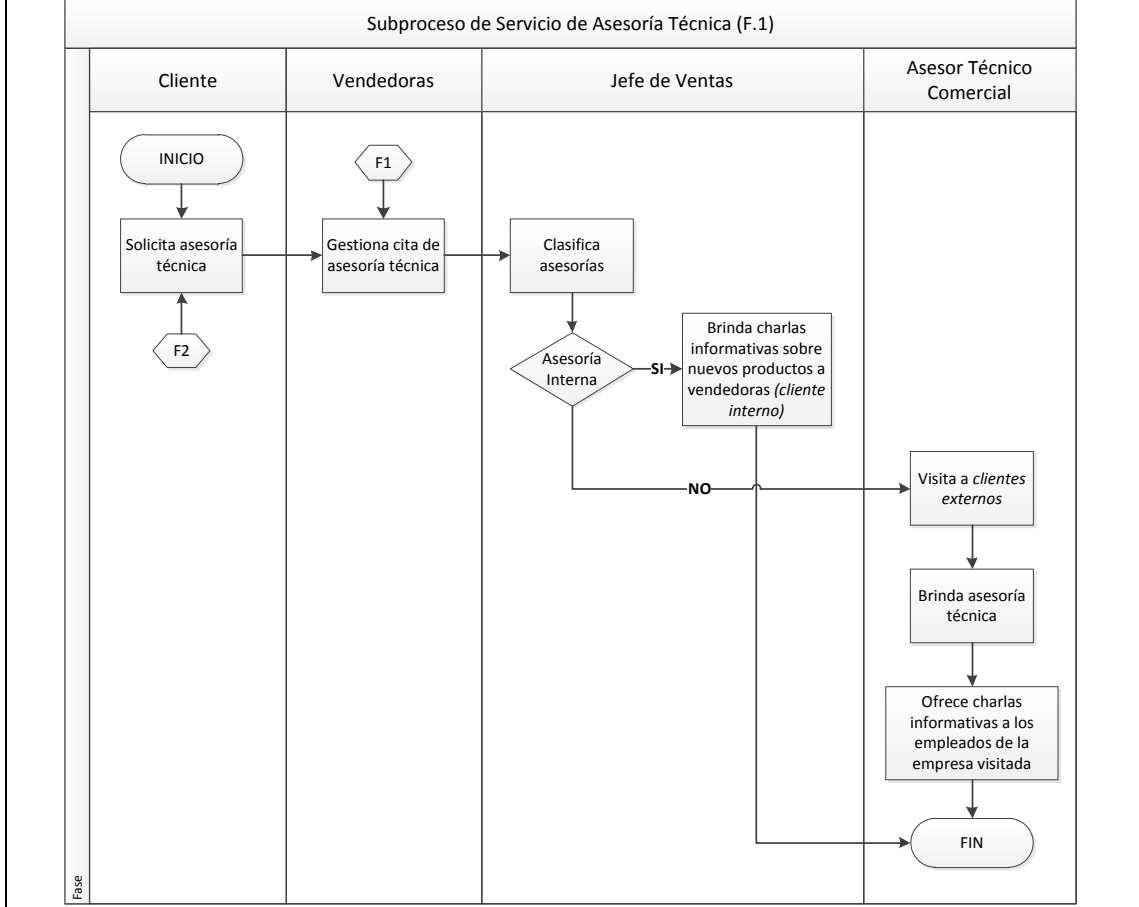 Subproceso de Servicio de Asesoría Técnica (F.1)
Cliente
Vendedoras
Jefe de Ventas
Asesor Técnico
Comercial
INICIO
F1
Solicita asesoría
técnica
Gestiona cita de
asesoría técnica
Clasifica
asesorías
F2
Asesoría
Interna
SI
Brinda charlas
informativas sobre
nuevos productos a
vendedoras (cliente
interno)
NO
Visita a clientes
externos
Brinda asesoría
técnica
Ofrece charlas
informativas a los
empleados de la
empresa visitada
FIN
Fase